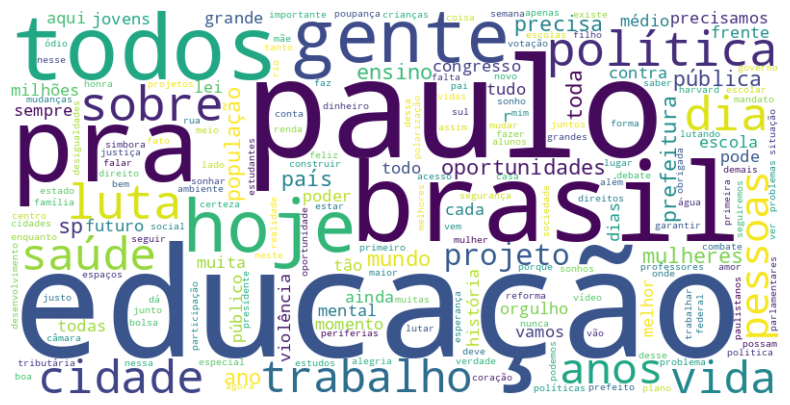 aqui jovens grande importante poupança crianças coisa semana apenas existe
todos gente precisa médio precisamos
ódio nesse mãe tanto rio escolas filho votação frente
política
milhões desigualdades honra projetos lei ensino congresso contra governo
sempre sobre população faz pai falta novo tudo toda pública saber harvard escolar mandato
mudanças rua conta dinheiro vidas sonho mim dessa polarização juntos lutando
pra paulo dia
simbora fato meio renda sul mudar fazer grandes forma
justiça falar estudantes feliz assim alunos prefeitura escola
direito lado construir oportunidades lugar debate pode
bem sonhar ambiente país todo acesso casa além obrigada demais
estado certeza poder brasil segurança direitos primeira
família luta hoje estar melhores cada sociedade dias garantir água
centro sp futuro social oportunidade vem seguiremos ver problemas situação
cidades seguir realidade primeiro mulher pessoas
enquanto muita neste maior mundo projeto mulheres combate
saúde tão porque sonhos professores onde amor
desenvolvimento espaços público presidente violência ainda muitas história esperança reforma video melhor paulistanos parlamentares
educação
justo dá participação mental orgulho trabalhar
todas junto momento lutar nunca vamos vão federal possam
bolsa periferias deve politica
câmara
tributária nessa especial estudos alegria verdade podemos desse problema
cidade ano trabalho anos vida
boa agora coração políticas prefeito plano